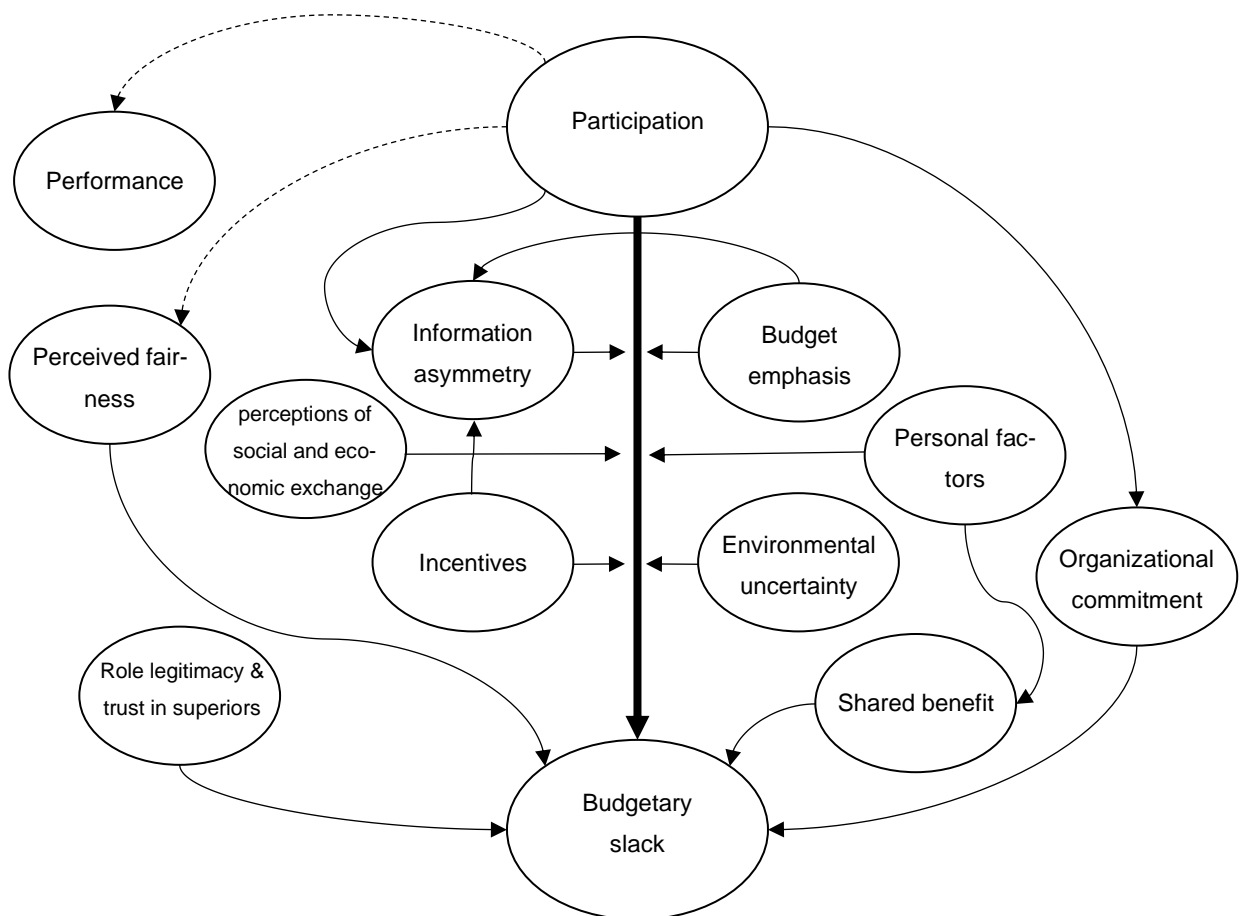 Participation
Performance
Information
asymmetry
Budget
emphasis
Perceived fair-
ness
perceptions of
social and eco-
nomic exchange
Personal fac-
tors
Incentives
Environmental
uncertainty
Organizational
commitment
Role legitimacy &
trust in superiors
Shared benefit
Budgetary
slack